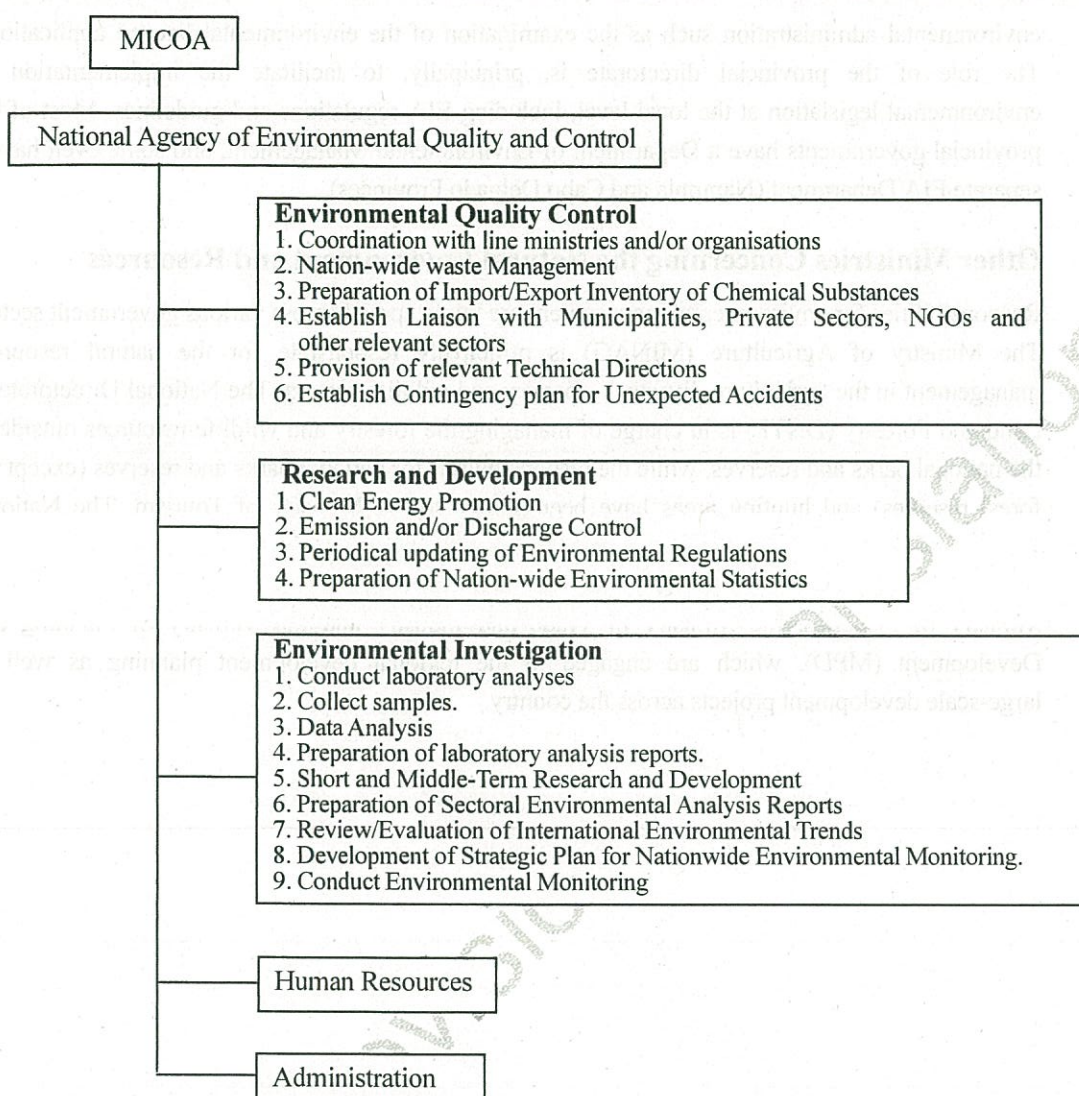 MICOA
National Agency of Environmental Quality and Control
Environmental Quality Control
1. Coordination with line ministries and/or organisations
2. Nation-wide waste Management
3. Preparation of Import/Export Inventory of Chemical Substances
4. Establish Liaison with Municipalities, Private Sectors, NGOs and
other relevant sectors
5. Provision of relevant Technical Directions
6. Establish Contingency plan for Unexpected Accidents
Research and Development
1. Clean Energy Promotion
2. Emission and/or Discharge Control
3. Periodical updating of Environmental Regulations
4. Preparation of Nation-wide Environmental Statistics
Environmental Investigation
1. Conduct laboratory analyses
2. Collect samples.
3. Data Analysis
4. Preparation of laboratory analysis reports.
5. Short and Middle-Term Research and Development
6. Preparation of Sectoral Environmental Analysis Reports
7. Review/Evaluation of International Environmental Trends
8. Development of Strategic Plan for Nationwide Environmental Monitoring.
9. Conduct Environmental Monitoring
Human Resources
Administration